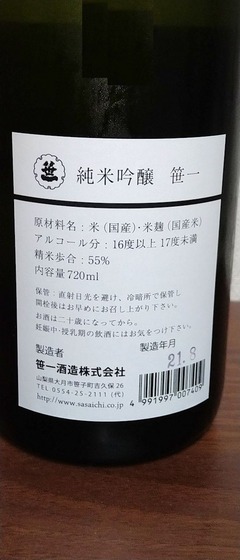 笹一
純米吟醸 笹一
原材料名：米（国産）・米麹（国産米）
アルコール分：16度以上17度未満
精米歩合：55%
内容量720ml
保管：直射日光を避け、冷暗所で保管し
開栓後はお早めにお召し上がり下さい。
お酒は二十歳になってから。
妊娠中・授乳期の飲酒にはお気をつけ下さい。
製造者
製造年月
21.8
笹一酒造株式会社
山梨県大月市笹子町吉久保26
TEL.0554-25-2111(代)
http://www.sasaichi.co.jp
4 991997 007409